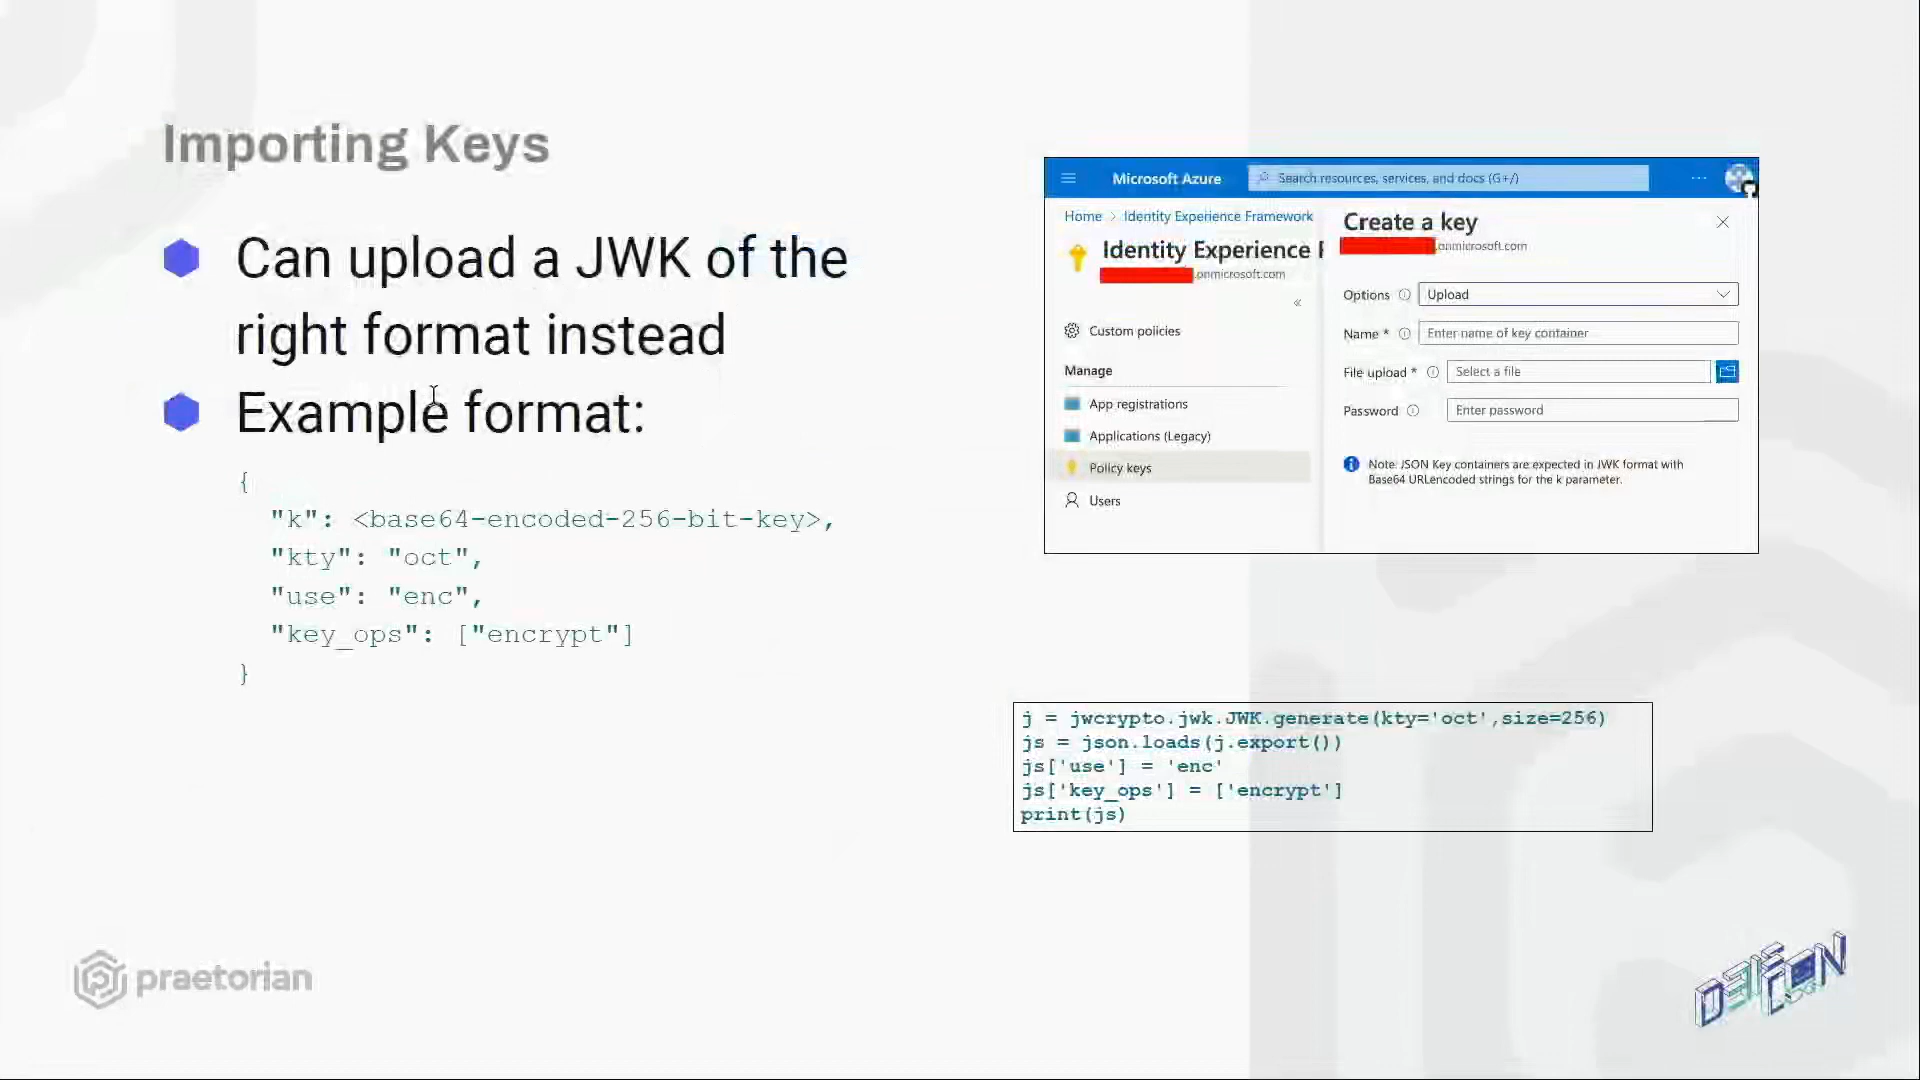 Importing Keys
Can upload a JWK of the
right format instead
Example format:
{
"k": <base64-encoded-256-bit-key>,
"kty": "oct",
"use": "enc",
"key_ops": ["encrypt"]
}
Microsoft Azure
Search resources, services, and docs (G+/)
Home > Identity Experience Framework
Identity Experience F
.onmicrosoft.com
«
Custom policies
Manage
App registrations
Applications (Legacy)
Policy keys
Users
Create a key
.onmicrosoft.com
Options
Upload
Name *
Enter name of key container
File upload *
Select a file
Password
Enter password
Note: JSON Key containers are expected in JWK format with
Base64 URLencoded strings for the k parameter.
j = jwcrypto.jwk.JWK.generate(kty='oct',size=256)
js = json.loads(j.export())
js['use'] = 'enc'
js['key_ops'] = ['encrypt']
print(js)
praetorian